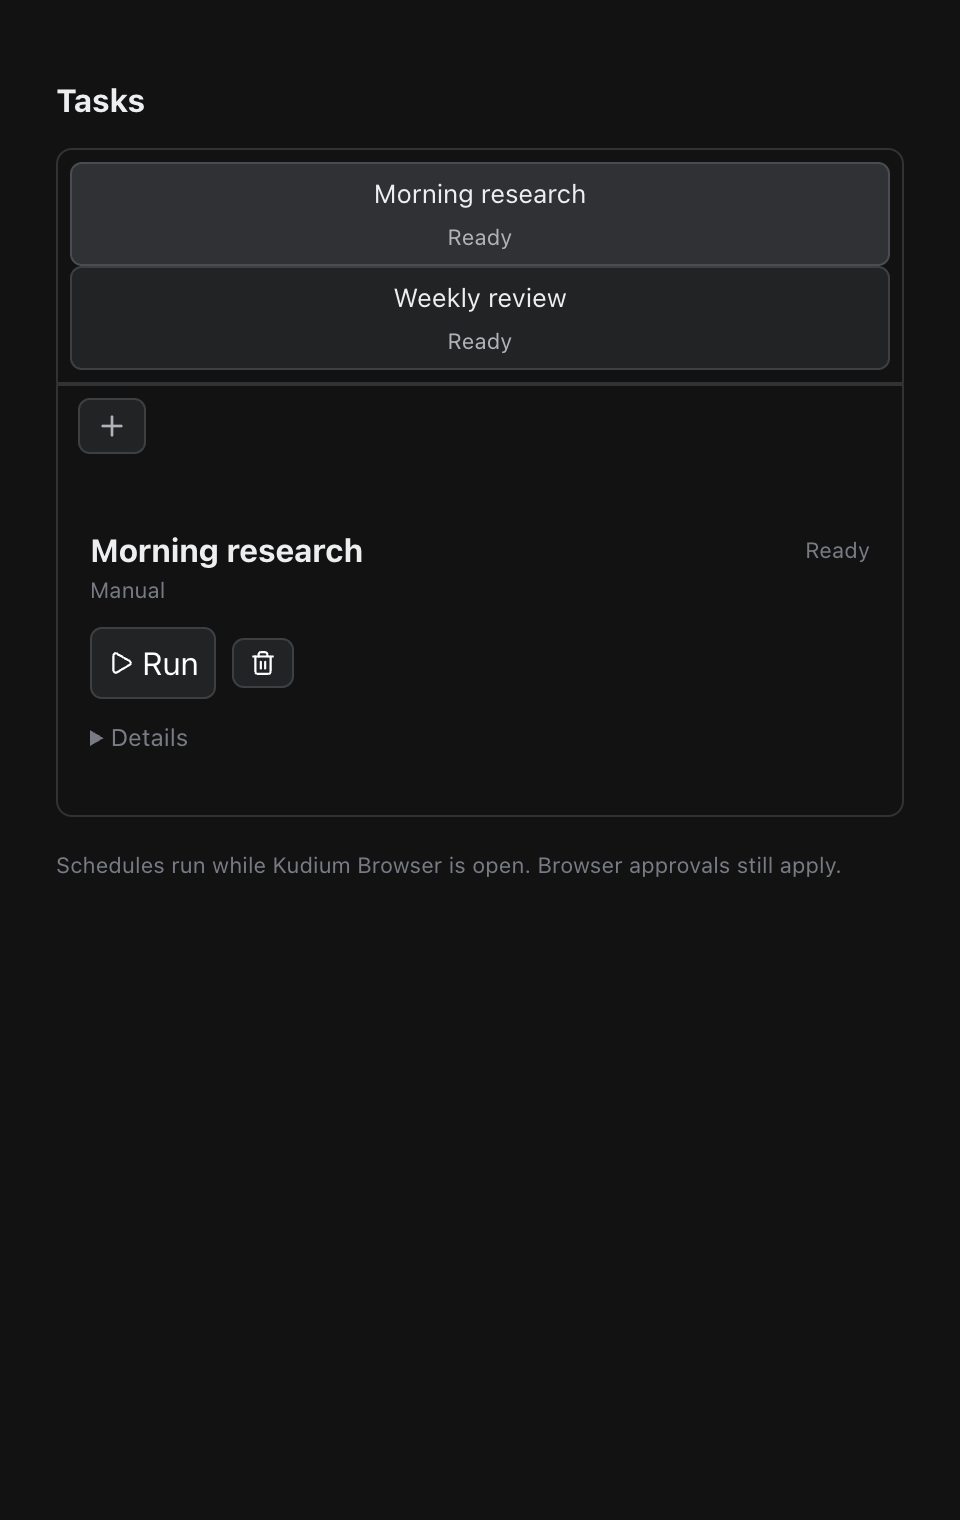 Tasks
Morning research
Ready
Weekly review
Ready
Morning research
Ready
Manual
Run
Details
Schedules run while Kudium Browser is open. Browser approvals still apply.